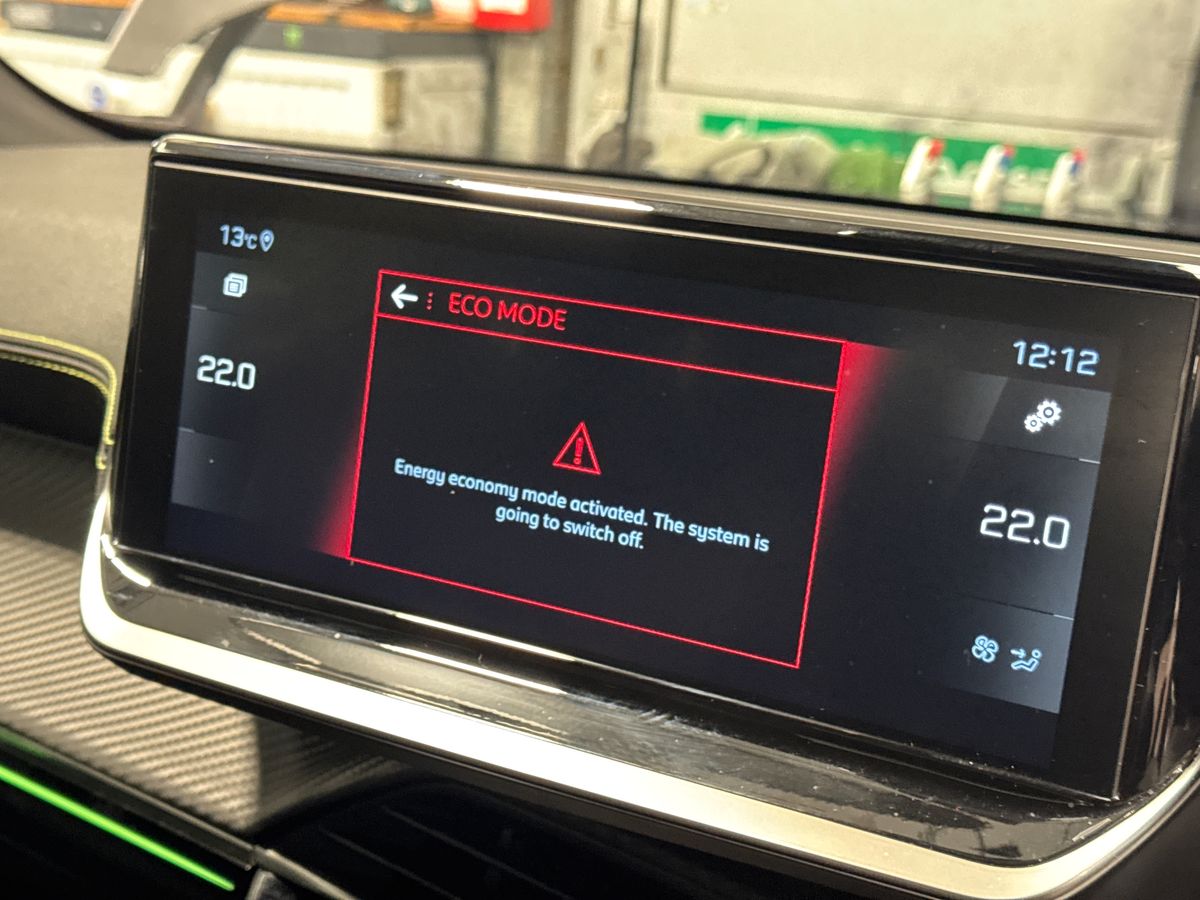 13°C
ECO MODE
12:12
22.0
Energy economy mode activated. The system is
going to switch off.
22.0